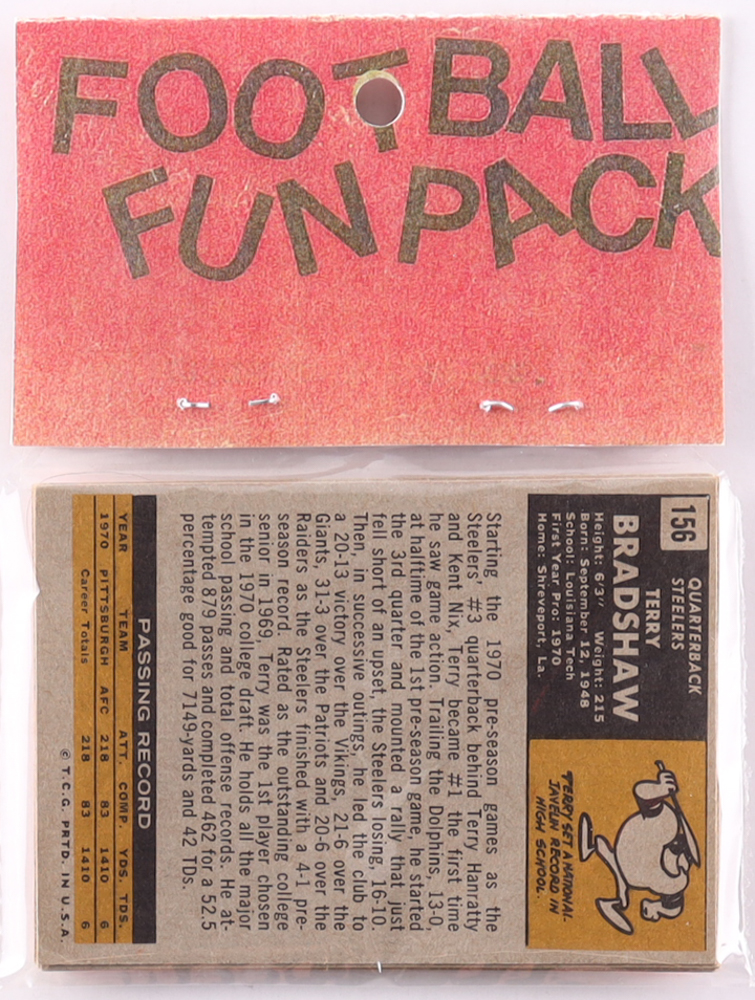 FOOTBALL
FUN PACK
156
QUARTERBACK
STEELERS
TERRY
BRADSHAW
Height: 6'3" Weight: 215
Born: September 12, 1948
School: Louisiana Tech
First Year Pro: 1970
Home: Shreveport, La.
TERRY SET A NATIONAL
JAVELIN RECORD IN
HIGH SCHOOL.
Starting, the 1970 pre-season games as the
Steelers' #3 quarterback behind Terry Hanratty
and Kent Nix, Terry became #1 the first time
he saw game action. Trailing the Dolphins, 13-0,
at halftime of the 1st pre-season game, he started
the 3rd quarter and mounted a rally that just
fell short of an upset, the Steelers losing, 16-10.
Then, in successive outings, he led the club to
a 20-13 victory over the Vikings, 21-6 over the
Giants, 31-3 over the Patriots and 20-6 over the
Raiders as the Steelers finished with a 4-1 pre-
season record. Rated as the outstanding college
senior in 1969, Terry was the 1st player chosen
in the 1970 college draft. He holds all the major
school passing and total offense records. He at-
tempted 879 passes and completed 462 for a 52.5
percentage good for 7149-yards and 42 TDs.
PASSING RECORD
YEAR TEAM ATT. COMP. YDS. TDS.
1970 PITTSBURGH AFC 218 83 1410 6
Career Totals 218 83 1410 6
© T.C.G. PRTD. IN U.S.A.